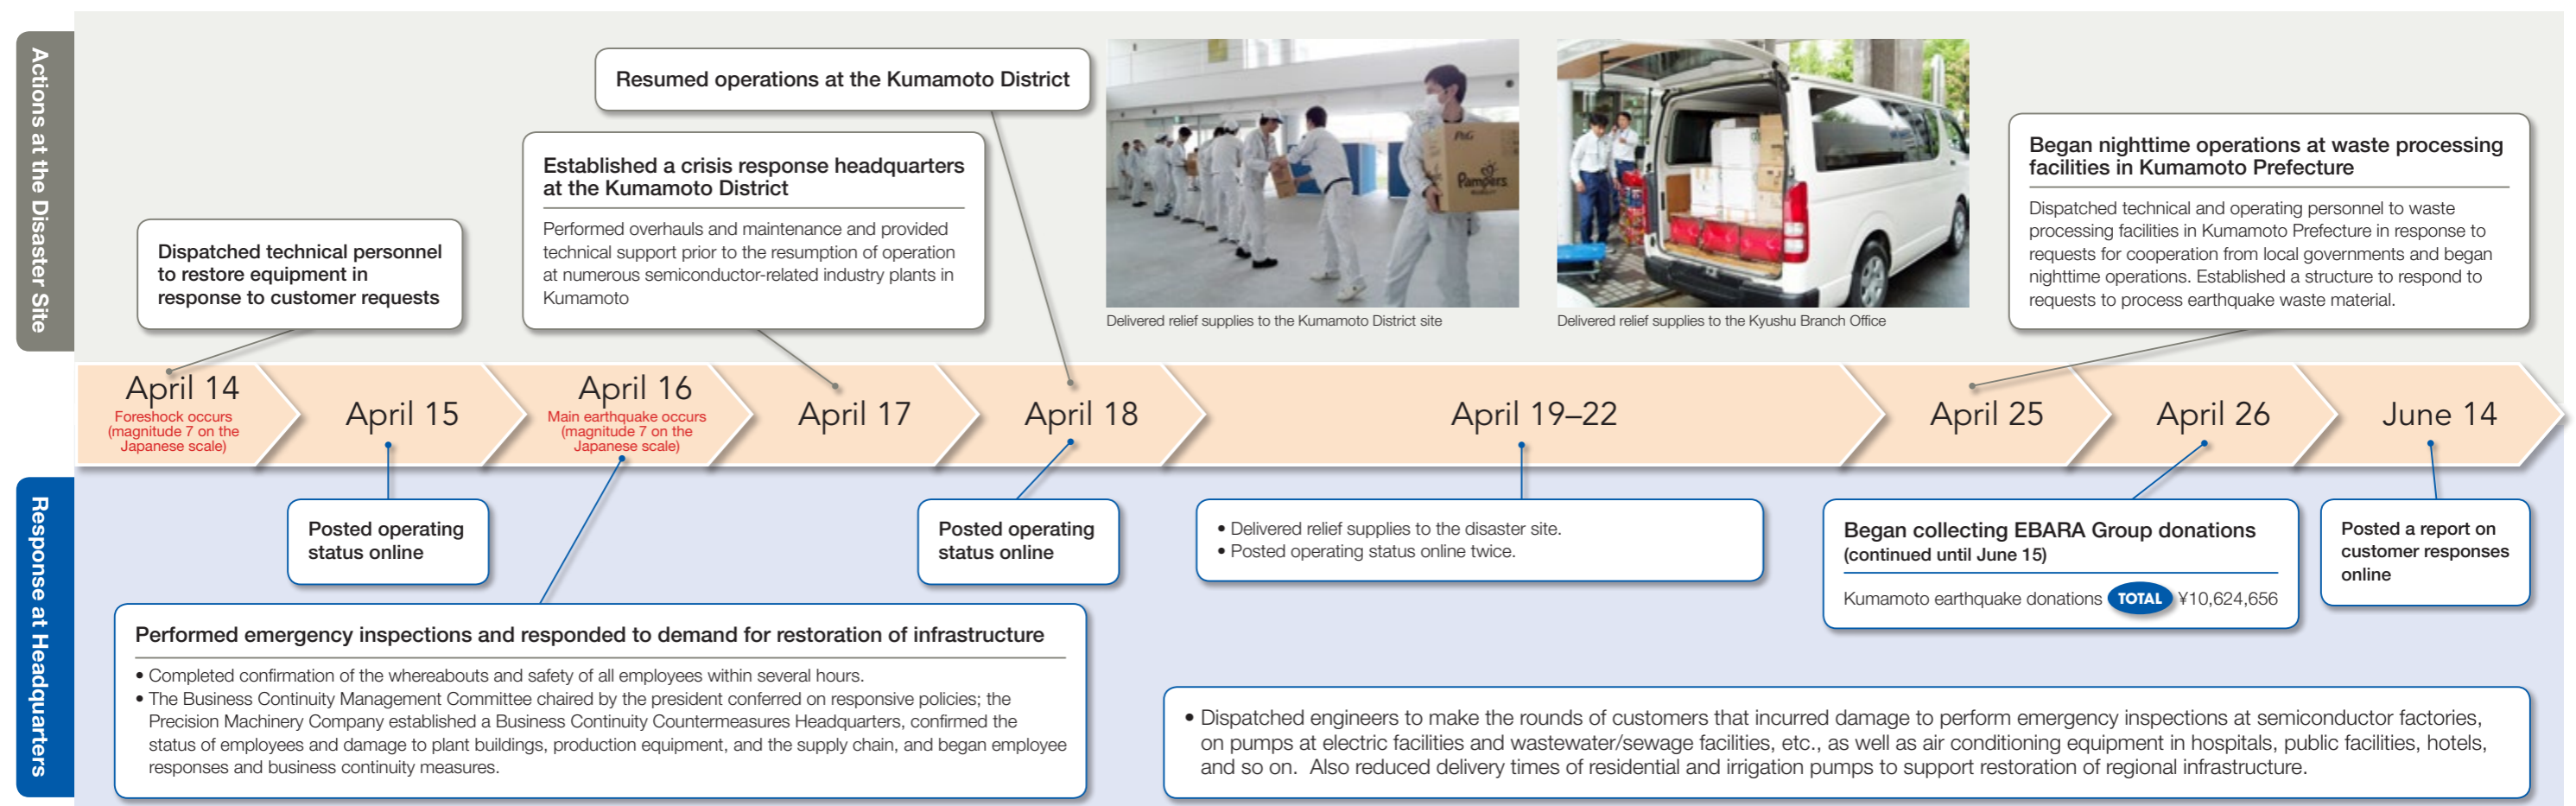 Actions at the Disaster Site
Resumed operations at the Kumamoto District
Established a crisis response headquarters
at the Kumamoto District
Performed overhauls and maintenance and provided
technical support prior to the resumption of operation
at numerous semiconductor-related industry plants in
Kumamoto
Dispatched technical personnel
to restore equipment in
response to customer requests
P&G
Pampers
Delivered relief supplies to the Kumamoto District site
Delivered relief supplies to the Kyushu Branch Office
Began nighttime operations at waste processing
facilities in Kumamoto Prefecture
Dispatched technical and operating personnel to waste
processing facilities in Kumamoto Prefecture in response to
requests for cooperation from local governments and began
nighttime operations. Established a structure to respond to
requests to process earthquake waste material.
April 14
Foreshock occurs
(magnitude 7 on the
Japanese scale)
April 15
April 16
Main earthquake occurs
(magnitude 7 on the
Japanese scale)
April 17
April 18
April 19–22
April 25
April 26
June 14
Response at Headquarters
Posted operating
status online
Posted operating
status online
• Delivered relief supplies to the disaster site.
• Posted operating status online twice.
Began collecting EBARA Group donations
(continued until June 15)
Kumamoto earthquake donations TOTAL ¥10,624,656
Posted a report on
customer responses
online
Performed emergency inspections and responded to demand for restoration of infrastructure
• Completed confirmation of the whereabouts and safety of all employees within several hours.
• The Business Continuity Management Committee chaired by the president conferred on responsive policies; the
Precision Machinery Company established a Business Continuity Countermeasures Headquarters, confirmed the
status of employees and damage to plant buildings, production equipment, and the supply chain, and began employee
responses and business continuity measures.
• Dispatched engineers to make the rounds of customers that incurred damage to perform emergency inspections at semiconductor factories,
on pumps at electric facilities and wastewater/sewage facilities, etc., as well as air conditioning equipment in hospitals, public facilities, hotels,
and so on. Also reduced delivery times of residential and irrigation pumps to support restoration of regional infrastructure.